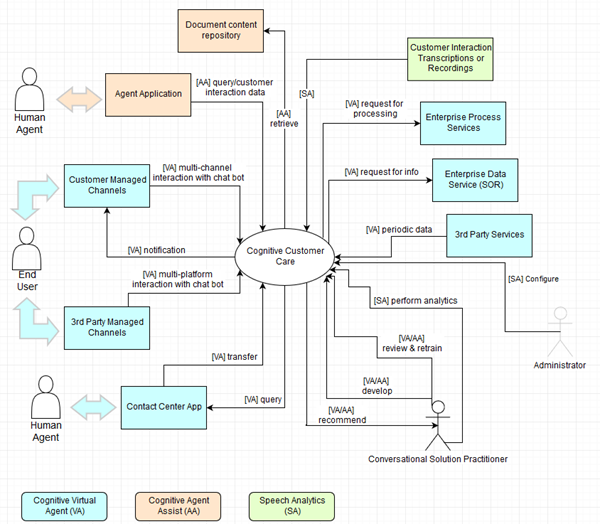 Document content
repository
Customer Interaction
Transcriptions or
Recordings
[AA] query/customer
interaction data
Agent Application
[SA]
[AA]
retrieve
[VA] request for
processing
Enterprise Process
Services
Human
Agent
Customer Managed
Channels
[VA] multi-channel
interaction with chat bot
[VA] request for info
Enterprise Data
Service (SOR)
[VA] periodic data
3rd Party Services
[VA] notification
Cognitive Customer
Care
End
User
[VA] multi-platform
interaction with chat bot
[SA] Configure
3rd Party Managed
Channels
[SA] perform analytics
[VA/AA]
review & retrain
Administrator
[VA] transfer
[VA/AA]
develop
Contact Center App
[VA] query
[VA/AA]
recommend
Human
Agent
Conversational Solution Practitioner
Cognitive Virtual
Agent (VA)
Cognitive Agent
Assist (AA)
Speech Analytics
(SA)